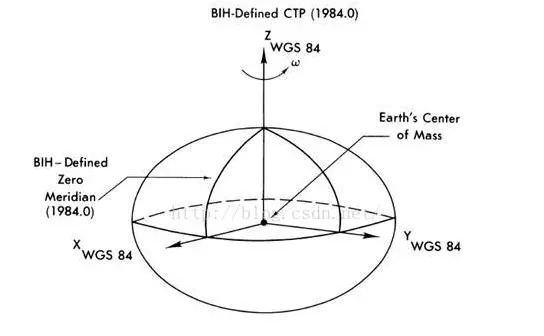 BIH-Defined CTP (1984.0)
Z WGS 84
ω
Earth's Center
of Mass
BIH – Defined
Zero
Meridian
(1984.0)
http://blog.csdn.net/
X WGS 84
Y WGS 84